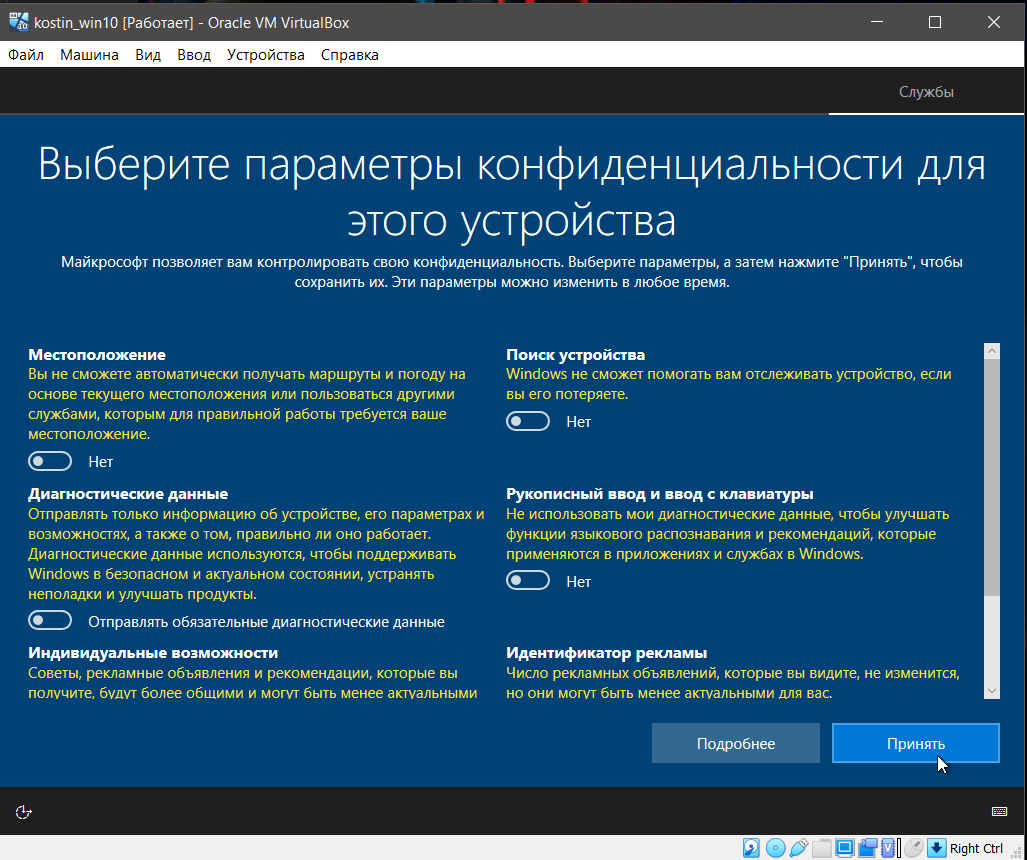 kostin_win10 [Работает] - Oracle VM VirtualBox
Файл Машина Вид Ввод Устройства Справка
Службы
Выберите параметры конфиденциальности для
этого устройства
Майкрософт позволяет вам контролировать свою конфиденциальность. Выберите параметры, а затем нажмите "Принять", чтобы
сохранить их. Эти параметры можно изменить в любое время.
Местоположение
Вы не сможете автоматически получать маршруты и погоду на
основе текущего местоположения или пользоваться другими
службами, которым для правильной работы требуется ваше
местоположение.
Нет
Поиск устройства
Windows не сможет помогать вам отслеживать устройство, если
вы его потеряете.
Нет
Диагностические данные
Отправлять только информацию об устройстве, его параметрах и
возможностях, а также о том, правильно ли оно работает.
Диагностические данные используются, чтобы поддерживать
Windows в безопасном и актуальном состоянии, устранять
неполадки и улучшать продукты.
Отправлять обязательные диагностические данные
Рукописный ввод и ввод с клавиатуры
Не использовать мои диагностические данные, чтобы улучшать
функции языкового распознавания и рекомендаций, которые
применяются в приложениях и службах в Windows.
Нет
Индивидуальные возможности
Советы, рекламные объявления и рекомендации, которые вы
получите, будут более общими и могут быть менее актуальными
Идентификатор рекламы
Число рекламных объявлений, которые вы видите, не изменится,
но они могут быть менее актуальными для вас.
Подробнее
Принять
Right Ctrl